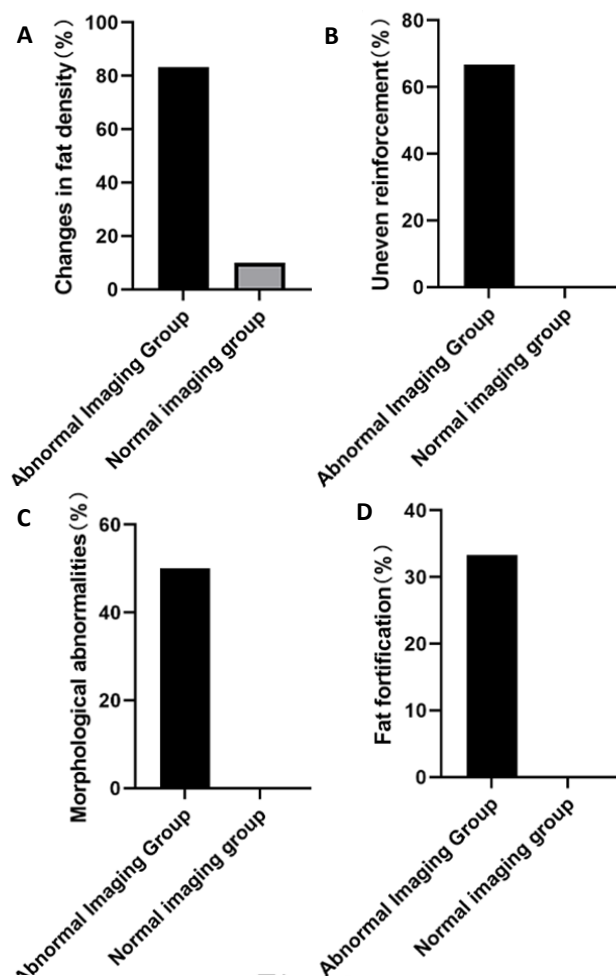 A
Changes in fat density(%)
100
80
60
40
20
0
Abnormal Imaging Group
Normal imaging group
B
Uneven reinforcement(%)
80
60
40
20
0
Abnormal Imaging Group
Normal imaging group
C
Morphological abnormalities(%)
60
40
20
0
Abnormal Imaging Group
Normal imaging group
D
Fat fortification(%)
40
30
20
10
0
Abnormal Imaging Group
Normal imaging group